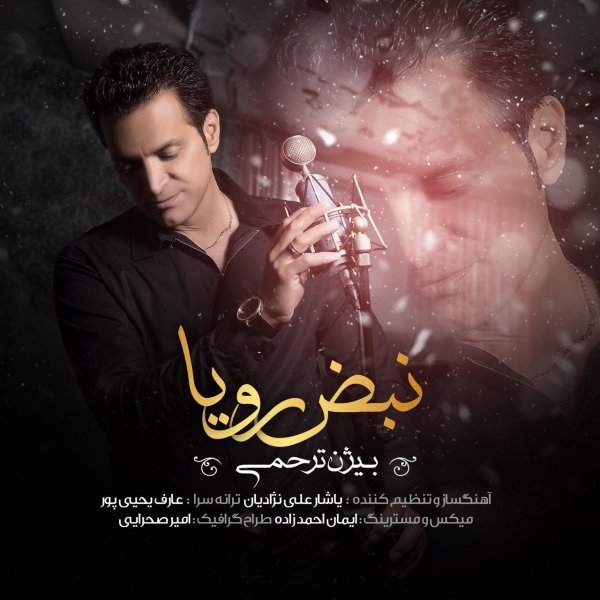 نبض رویا
بیژن ترحمی
آهنگساز و تنظیم کننده : یاشار علی نژادیان ترانه سرا : عارف یحیی پور
میکس و مسترینگ : ایمان احمدزاده طراح گرافیک : امیر صحرایی